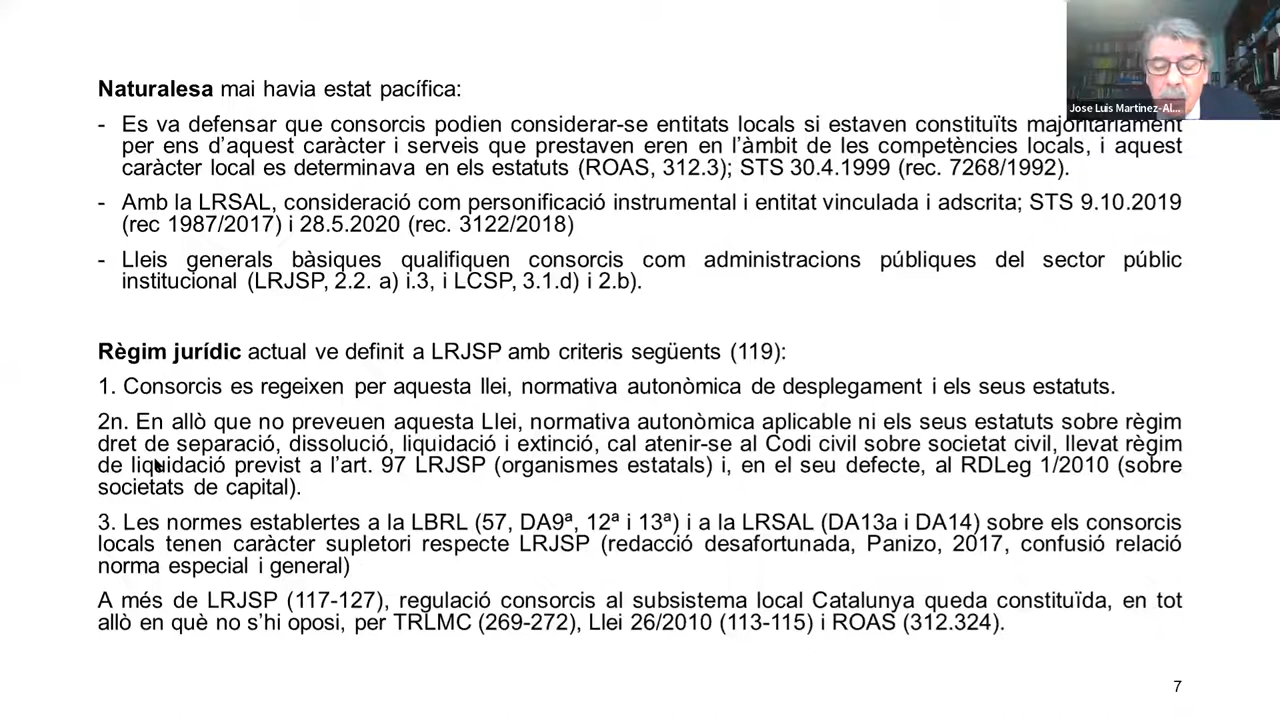 Jose Luis Martinez-Al...
Naturalesa mai havia estat pacífica:
- Es va defensar que consorcis podien considerar-se entitats locals si estaven constituïts majoritàriament
per ens d’aquest caràcter i serveis que prestaven eren en l’àmbit de les competències locals, i aquest
caràcter local es determinava en els estatuts (ROAS, 312.3); STS 30.4.1999 (rec. 7268/1992).
- Amb la LRSAL, consideració com personificació instrumental i entitat vinculada i adscrita; STS 9.10.2019
(rec 1987/2017) i 28.5.2020 (rec. 3122/2018)
- Lleis generals bàsiques qualifiquen consorcis com administracions públiques del sector públic
institucional (LRJSP, 2.2. a) i.3, i LCSP, 3.1.d) i 2.b).
Règim jurídic actual ve definit a LRJSP amb criteris següents (119):
1. Consorcis es regeixen per aquesta llei, normativa autonòmica de desplegament i els seus estatuts.
2n. En allò que no preveuen aquesta Llei, normativa autonòmica aplicable ni els seus estatuts sobre règim
dret de separació, dissolució, liquidació i extinció, cal atenir-se al Codi civil sobre societat civil, llevat règim
de liquidació previst a l’art. 97 LRJSP (organismes estatals) i, en el seu defecte, al RDLeg 1/2010 (sobre
societats de capital).
3. Les normes establertes a la LBRL (57, DA9ª, 12ª i 13ª) i a la LRSAL (DA13a i DA14) sobre els consorcis
locals tenen caràcter supletori respecte LRJSP (redacció desafortunada, Panizo, 2017, confusió relació
norma especial i general)
A més de LRJSP (117-127), regulació consorcis al subsistema local Catalunya queda constituïda, en tot
allò en què no s’hi oposi, per TRLMC (269-272), Llei 26/2010 (113-115) i ROAS (312.324).
7